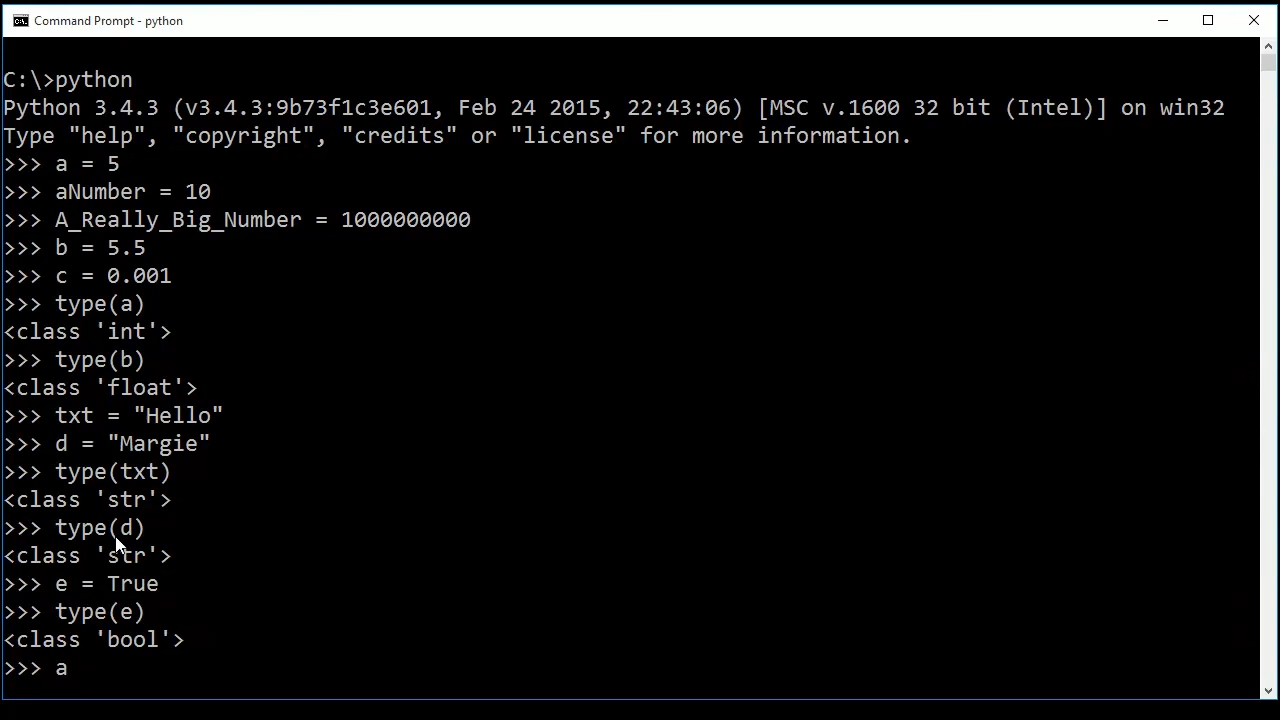 Command Prompt - python
C:\>python
Python 3.4.3 (v3.4.3:9b73f1c3e601, Feb 24 2015, 22:43:06) [MSC v.1600 32 bit (Intel)] on win32
Type "help", "copyright", "credits" or "license" for more information.
>>> a = 5
>>> aNumber = 10
>>> A_Really_Big_Number = 1000000000
>>> b = 5.5
>>> c = 0.001
>>> type(a)
<class 'int'>
>>> type(b)
<class 'float'>
>>> txt = "Hello"
>>> d = "Margie"
>>> type(txt)
<class 'str'>
>>> type(d)
<class 'str'>
>>> e = True
>>> type(e)
<class 'bool'>
>>> a